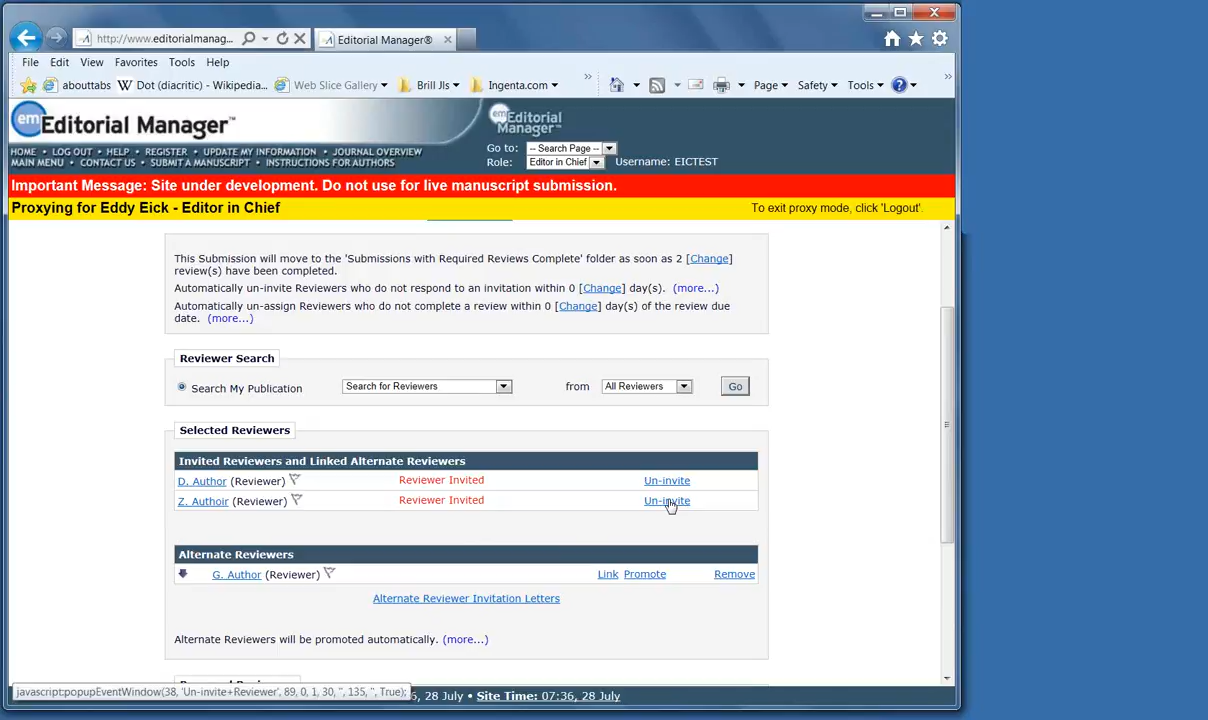 http://www.editorialmanag...
Editorial Manager®
File Edit View Favorites Tools Help
abouttabs Dot (diacritic) - Wikipedia... Web Slice Gallery Brill Jls Ingenta.com Page Safety Tools
em Editorial Manager™
em Editorial Manager™
HOME • LOG OUT • HELP • REGISTER • UPDATE MY INFORMATION • JOURNAL OVERVIEW
MAIN MENU • CONTACT US • SUBMIT A MANUSCRIPT • INSTRUCTIONS FOR AUTHORS
Go to: -- Search Page --
Role: Editor in Chief Username: EICTEST
Important Message: Site under development. Do not use for live manuscript submission.
Proxying for Eddy Eick - Editor in Chief To exit proxy mode, click 'Logout'.
This Submission will move to the 'Submissions with Required Reviews Complete' folder as soon as 2 [Change]
review(s) have been completed.
Automatically un-invite Reviewers who do not respond to an invitation within 0 [Change] day(s). (more...)
Automatically un-assign Reviewers who do not complete a review within 0 [Change] day(s) of the review due
date. (more...)
Reviewer Search
Search My Publication Search for Reviewers from All Reviewers Go
Selected Reviewers
Invited Reviewers and Linked Alternate Reviewers
D. Author (Reviewer) Reviewer Invited Un-invite
Z. Authoir (Reviewer) Reviewer Invited Un-invite
Alternate Reviewers
G. Author (Reviewer) Link Promote Remove
Alternate Reviewer Invitation Letters
Alternate Reviewers will be promoted automatically. (more...)
javascript:popupEventWindow(38, 'Un-invite+Reviewer', 89, 0, 1, 30, '', 135, '', True);
6, 28 July • Site Time: 07:36, 28 July